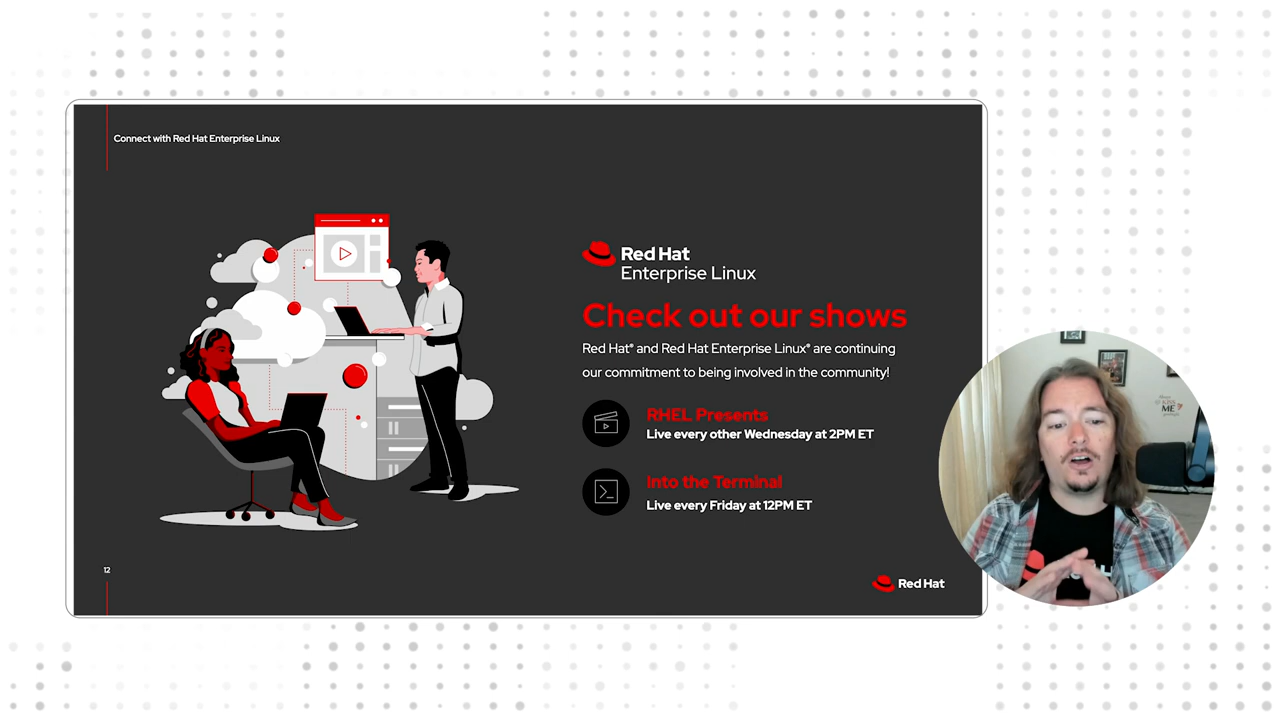 Connect with Red Hat Enterprise Linux
Red Hat
Enterprise Linux
Check out our shows
Red Hat® and Red Hat Enterprise Linux® are continuing
our commitment to being involved in the community!
RHEL Presents
Live every other Wednesday at 2PM ET
Into the Terminal
Live every Friday at 12PM ET
12
Red Hat
KISS
ME